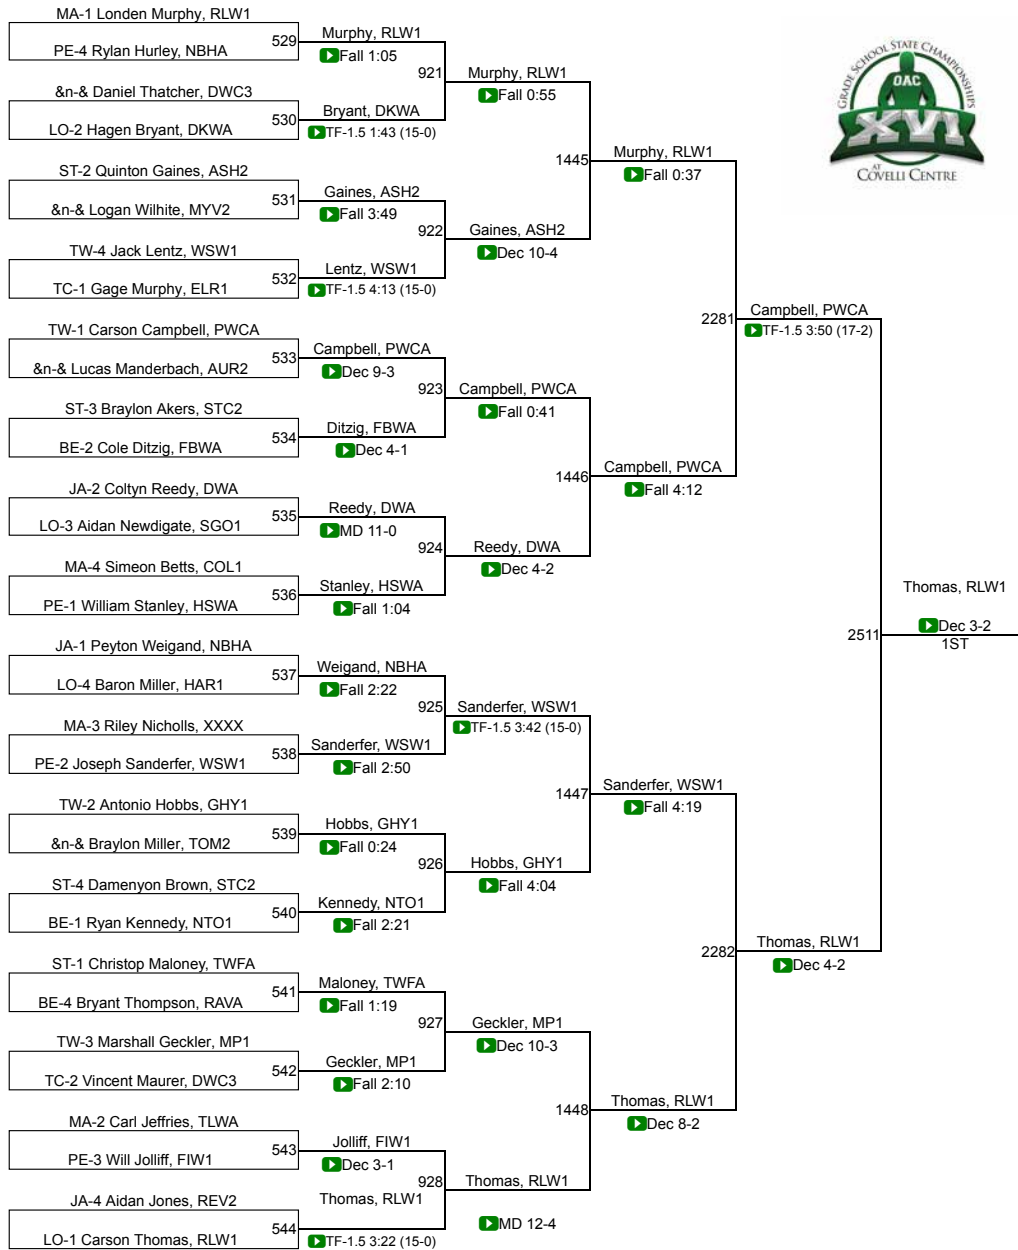 MA-1 Londen Murphy, RLW1
PE-4 Rylan Hurley, NBHA
529
Murphy, RLW1
Fall 1:05
921
&n-& Daniel Thatcher, DWC3
LO-2 Hagen Bryant, DKWA
530
Bryant, DKWA
TF-1.5 1:43 (15-0)
Murphy, RLW1
Fall 0:55
1445
ST-2 Quinton Gaines, ASH2
&n-& Logan Wilhite, MYV2
531
Gaines, ASH2
Fall 3:49
922
TW-4 Jack Lentz, WSW1
TC-1 Gage Murphy, ELR1
532
Lentz, WSW1
TF-1.5 4:13 (15-0)
Gaines, ASH2
Dec 10-4
Murphy, RLW1
Fall 0:37
2281
TW-1 Carson Campbell, PWCA
&n-& Lucas Manderbach, AUR2
533
Campbell, PWCA
Dec 9-3
923
ST-3 Braylon Akers, STC2
BE-2 Cole Ditzig, FBWA
534
Ditzig, FBWA
Dec 4-1
Campbell, PWCA
Fall 0:41
1446
JA-2 Coltyn Reedy, DWA
LO-3 Aidan Newdigate, SGO1
535
Reedy, DWA
MD 11-0
924
MA-4 Simeon Betts, COL1
PE-1 William Stanley, HSWA
536
Stanley, HSWA
Fall 1:04
Reedy, DWA
Dec 4-2
Campbell, PWCA
Fall 4:12
Campbell, PWCA
TF-1.5 3:50 (17-2)
2511
JA-1 Peyton Weigand, NBHA
LO-4 Baron Miller, HAR1
537
Weigand, NBHA
Fall 2:22
925
MA-3 Riley Nicholls, XXXX
PE-2 Joseph Sanderfer, WSW1
538
Sanderfer, WSW1
Fall 2:50
Sanderfer, WSW1
TF-1.5 3:42 (15-0)
1447
TW-2 Antonio Hobbs, GHY1
&n-& Braylon Miller, TOM2
539
Hobbs, GHY1
Fall 0:24
926
ST-4 Damenyon Brown, STC2
BE-1 Ryan Kennedy, NTO1
540
Kennedy, NTO1
Fall 2:21
Hobbs, GHY1
Fall 4:04
Sanderfer, WSW1
Fall 4:19
2282
ST-1 Christop Maloney, TWFA
BE-4 Bryant Thompson, RAVA
541
Maloney, TWFA
Fall 1:19
927
TW-3 Marshall Geckler, MP1
TC-2 Vincent Maurer, DWC3
542
Geckler, MP1
Fall 2:10
Geckler, MP1
Dec 10-3
1448
MA-2 Carl Jeffries, TLWA
PE-3 Will Jolliff, FIW1
543
Jolliff, FIW1
Dec 3-1
928
JA-4 Aidan Jones, REV2
LO-1 Carson Thomas, RLW1
544
Thomas, RLW1
TF-1.5 3:22 (15-0)
Thomas, RLW1
MD 12-4
Thomas, RLW1
Dec 8-2
Thomas, RLW1
Dec 4-2
Thomas, RLW1
Dec 3-2
1ST
GRADE SCHOOL STATE CHAMPIONSHIPS
OAC
XVI
AT
COVELLI CENTRE